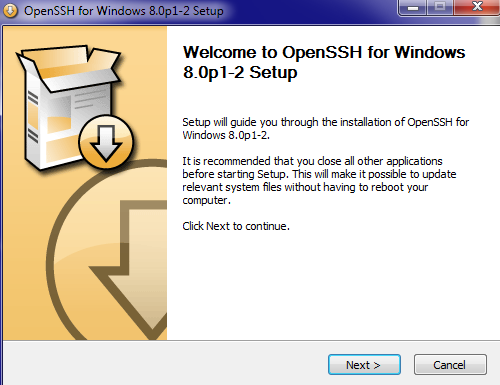 OpenSSH for Windows 8.0p1-2 Setup
Welcome to OpenSSH for Windows
8.0p1-2 Setup
Setup will guide you through the installation of OpenSSH for
Windows 8.0p1-2.
It is recommended that you close all other applications
before starting Setup. This will make it possible to update
relevant system files without having to reboot your
computer.
Click Next to continue.
Next >
Cancel